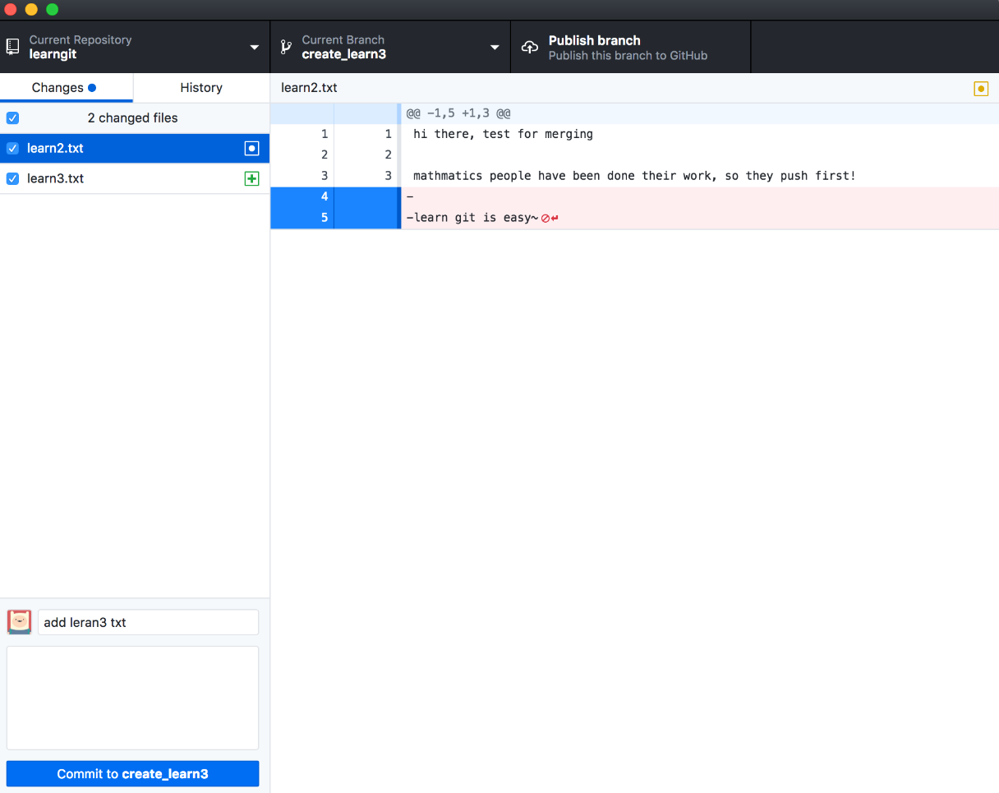 Current Repository
learngit
Current Branch
create_learn3
Publish branch
Publish this branch to GitHub
Changes
History
learn2.txt
2 changed files
learn2.txt
learn3.txt
@@ -1,5 +1,3 @@
1 1 hi there, test for merging
2 2
3 3 mathmatics people have been done their work, so they push first!
4 -
5 -learn git is easy~
add leran3 txt
Commit to create_learn3